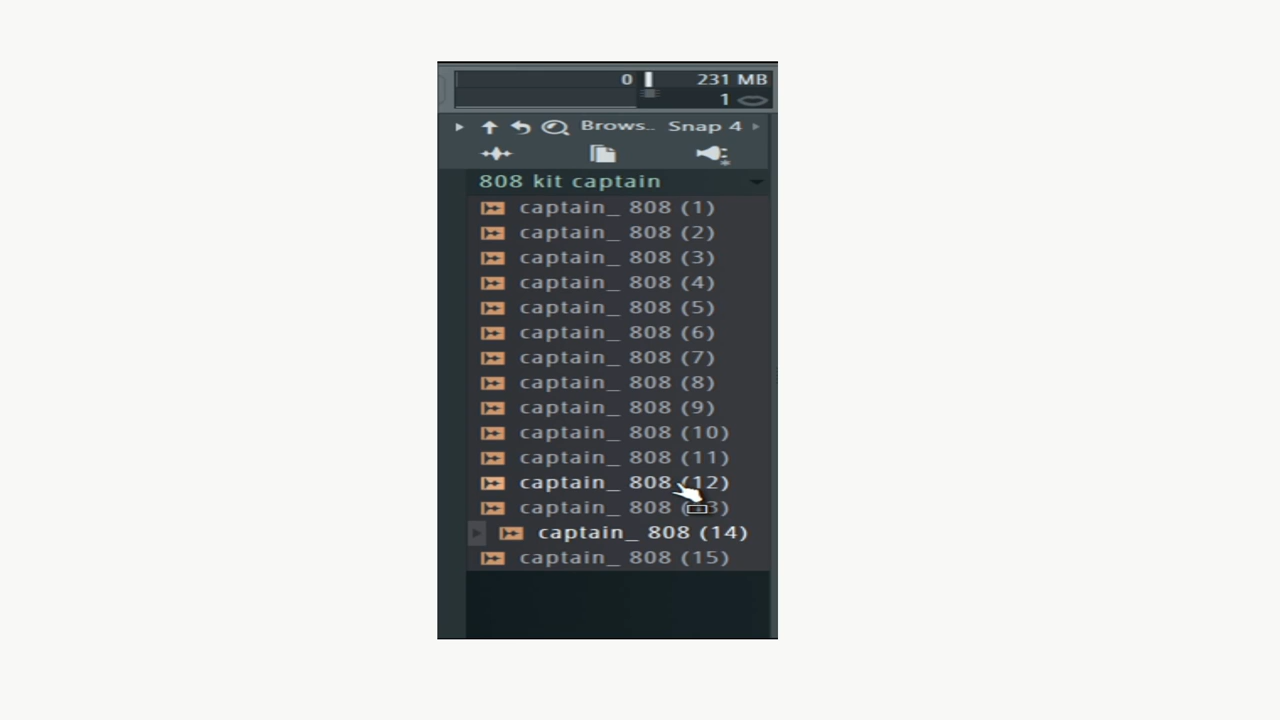 0 231 MB
1
Brows.. Snap 4
808 kit captain
captain_ 808 (1)
captain_ 808 (2)
captain_ 808 (3)
captain_ 808 (4)
captain_ 808 (5)
captain_ 808 (6)
captain_ 808 (7)
captain_ 808 (8)
captain_ 808 (9)
captain_ 808 (10)
captain_ 808 (11)
captain_ 808 (12)
captain_ 808
captain_ 808 (14)
captain_ 808 (15)